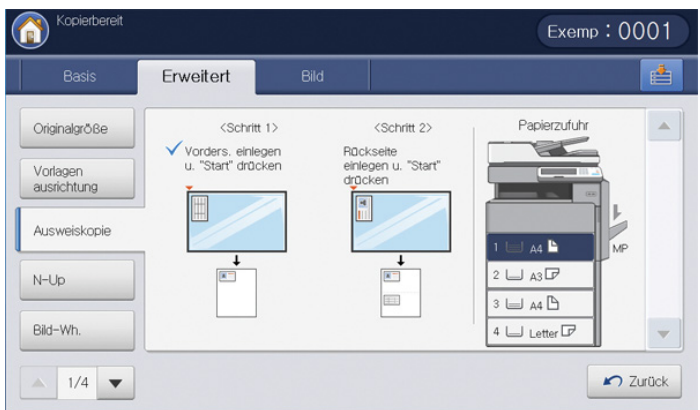 Kopierbereit
Exemp : 0001
Basis
Erweitert
Bild
Originalgröße
Vorlagen
ausrichtung
Ausweiskopie
N-Up
Bild-Wh.
1/4
<Schritt 1>
Vorders. einlegen
u. "Start" drücken
<Schritt 2>
Rückseite
einlegen u. "Start"
drücken
Papierzufuhr
1 A4
MP
2 A3
3 A4
4 Letter
Zurück